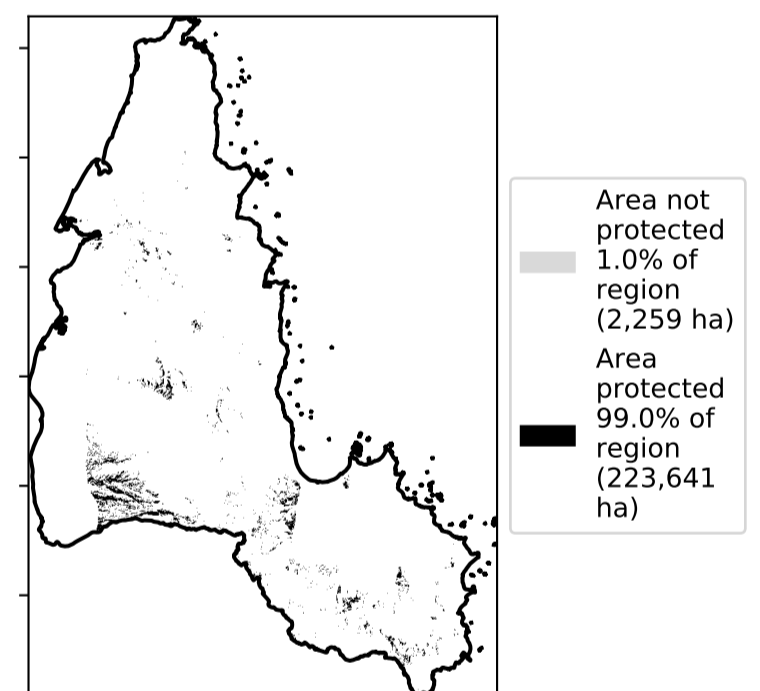 Area not
protected
1.0% of
region
(2,259 ha)
Area
protected
99.0% of
region
(223,641
ha)